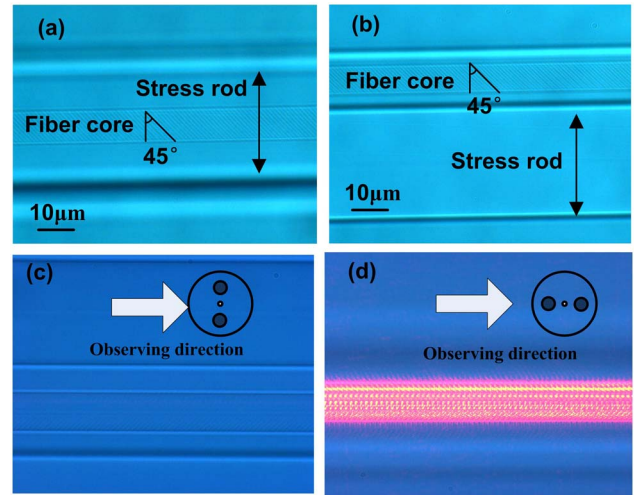 (a)
Stress rod
Fiber core
45°
10μm
(b)
Fiber core
45°
Stress rod
10μm
(c)
Observing direction
(d)
Observing direction